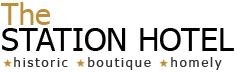 The
STATION HOTEL
★historic ★boutique ★homely